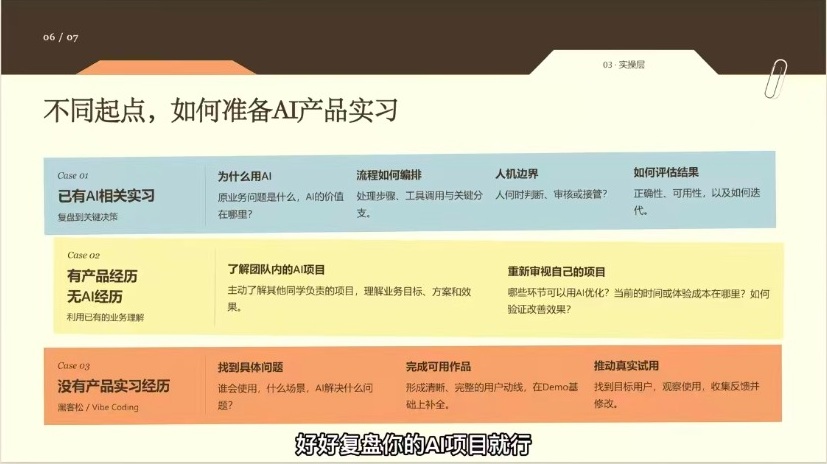 06 / 07
03 · 实操层
不同起点，如何准备AI产品实习
Case 01
已有AI相关实习
复盘到关键决策
为什么用AI
原业务问题是什么，AI的价值
在哪里？
流程如何编排
处理步骤、工具调用与关键分
支。
人机边界
人何时判断、审核或接管？
如何评估结果
正确性、可用性，以及如何迭
代。
Case 02
有产品经历
无AI经历
利用已有的业务理解
了解团队内的AI项目
主动了解其他同学负责的项目，理解业务目标、方案和效
果。
重新审视自己的项目
哪些环节可以用AI优化？当前的时间或体验成本在哪里？如何
验证改善效果？
Case 03
没有产品实习经历
黑客松 / Vibe Coding
找到具体问题
谁会使用，什么场景，AI解决什么问
题？
完成可用作品
形成清晰、完整的用户动线，在Demo基
础上补全。
推动真实试用
找到目标用户，观察使用，收集反馈并
修改。
好好复盘你的AI项目就行